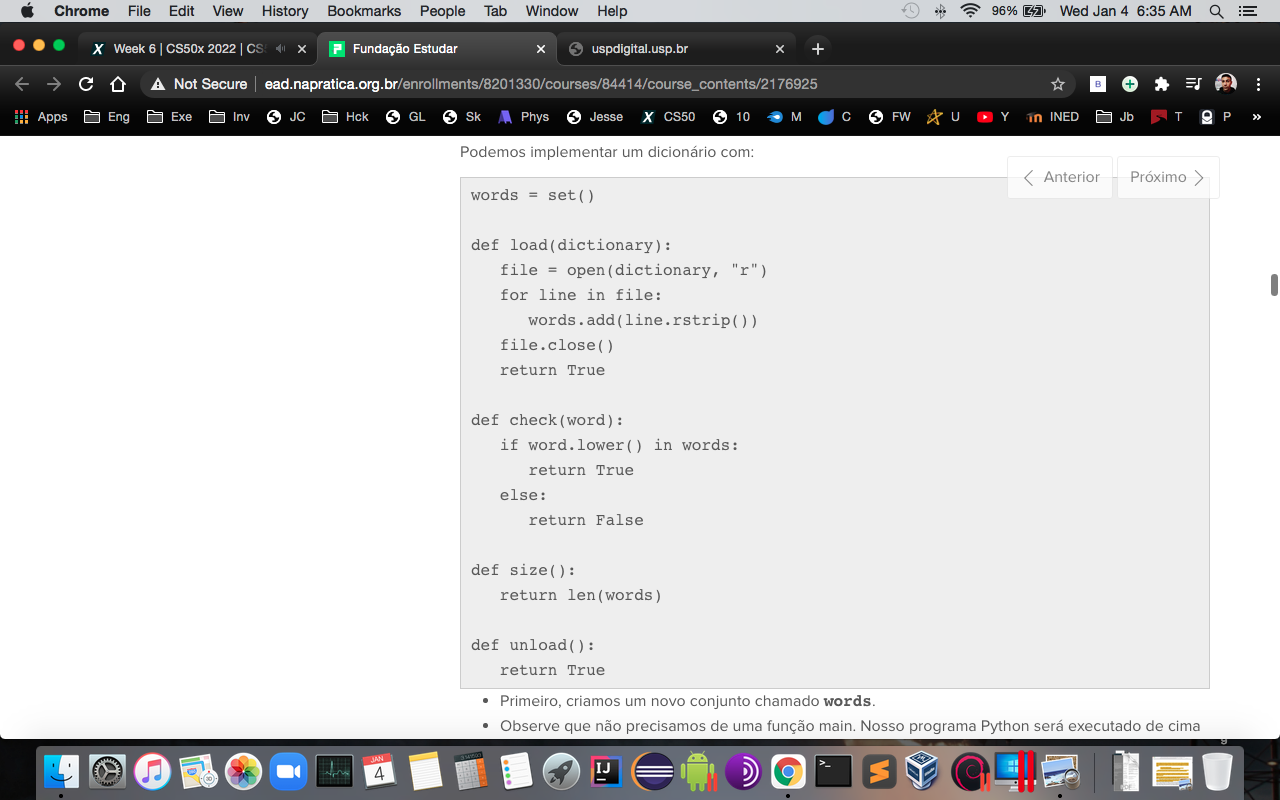 Chrome File Edit View History Bookmarks People Tab Window Help 96% Wed Jan 4 6:35 AM
Week 6 | CS50x 2022 | CS Fundação Estudar uspdigital.usp.br
Not Secure ead.napratica.org.br/enrollments/8201330/courses/84414/course_contents/2176925
Apps Eng Exe Inv JC Hck GL Sk Phys Jesse CS50 10 M C FW U Y INED Jb T P »
Podemos implementar um dicionário com:
Anterior Próximo
words = set()
def load(dictionary):
file = open(dictionary, "r")
for line in file:
words.add(line.rstrip())
file.close()
return True
def check(word):
if word.lower() in words:
return True
else:
return False
def size():
return len(words)
def unload():
return True
• Primeiro, criamos um novo conjunto chamado words.
• Observe que não precisamos de uma função main. Nosso programa Python será executado de cima
JAN
4
IJ